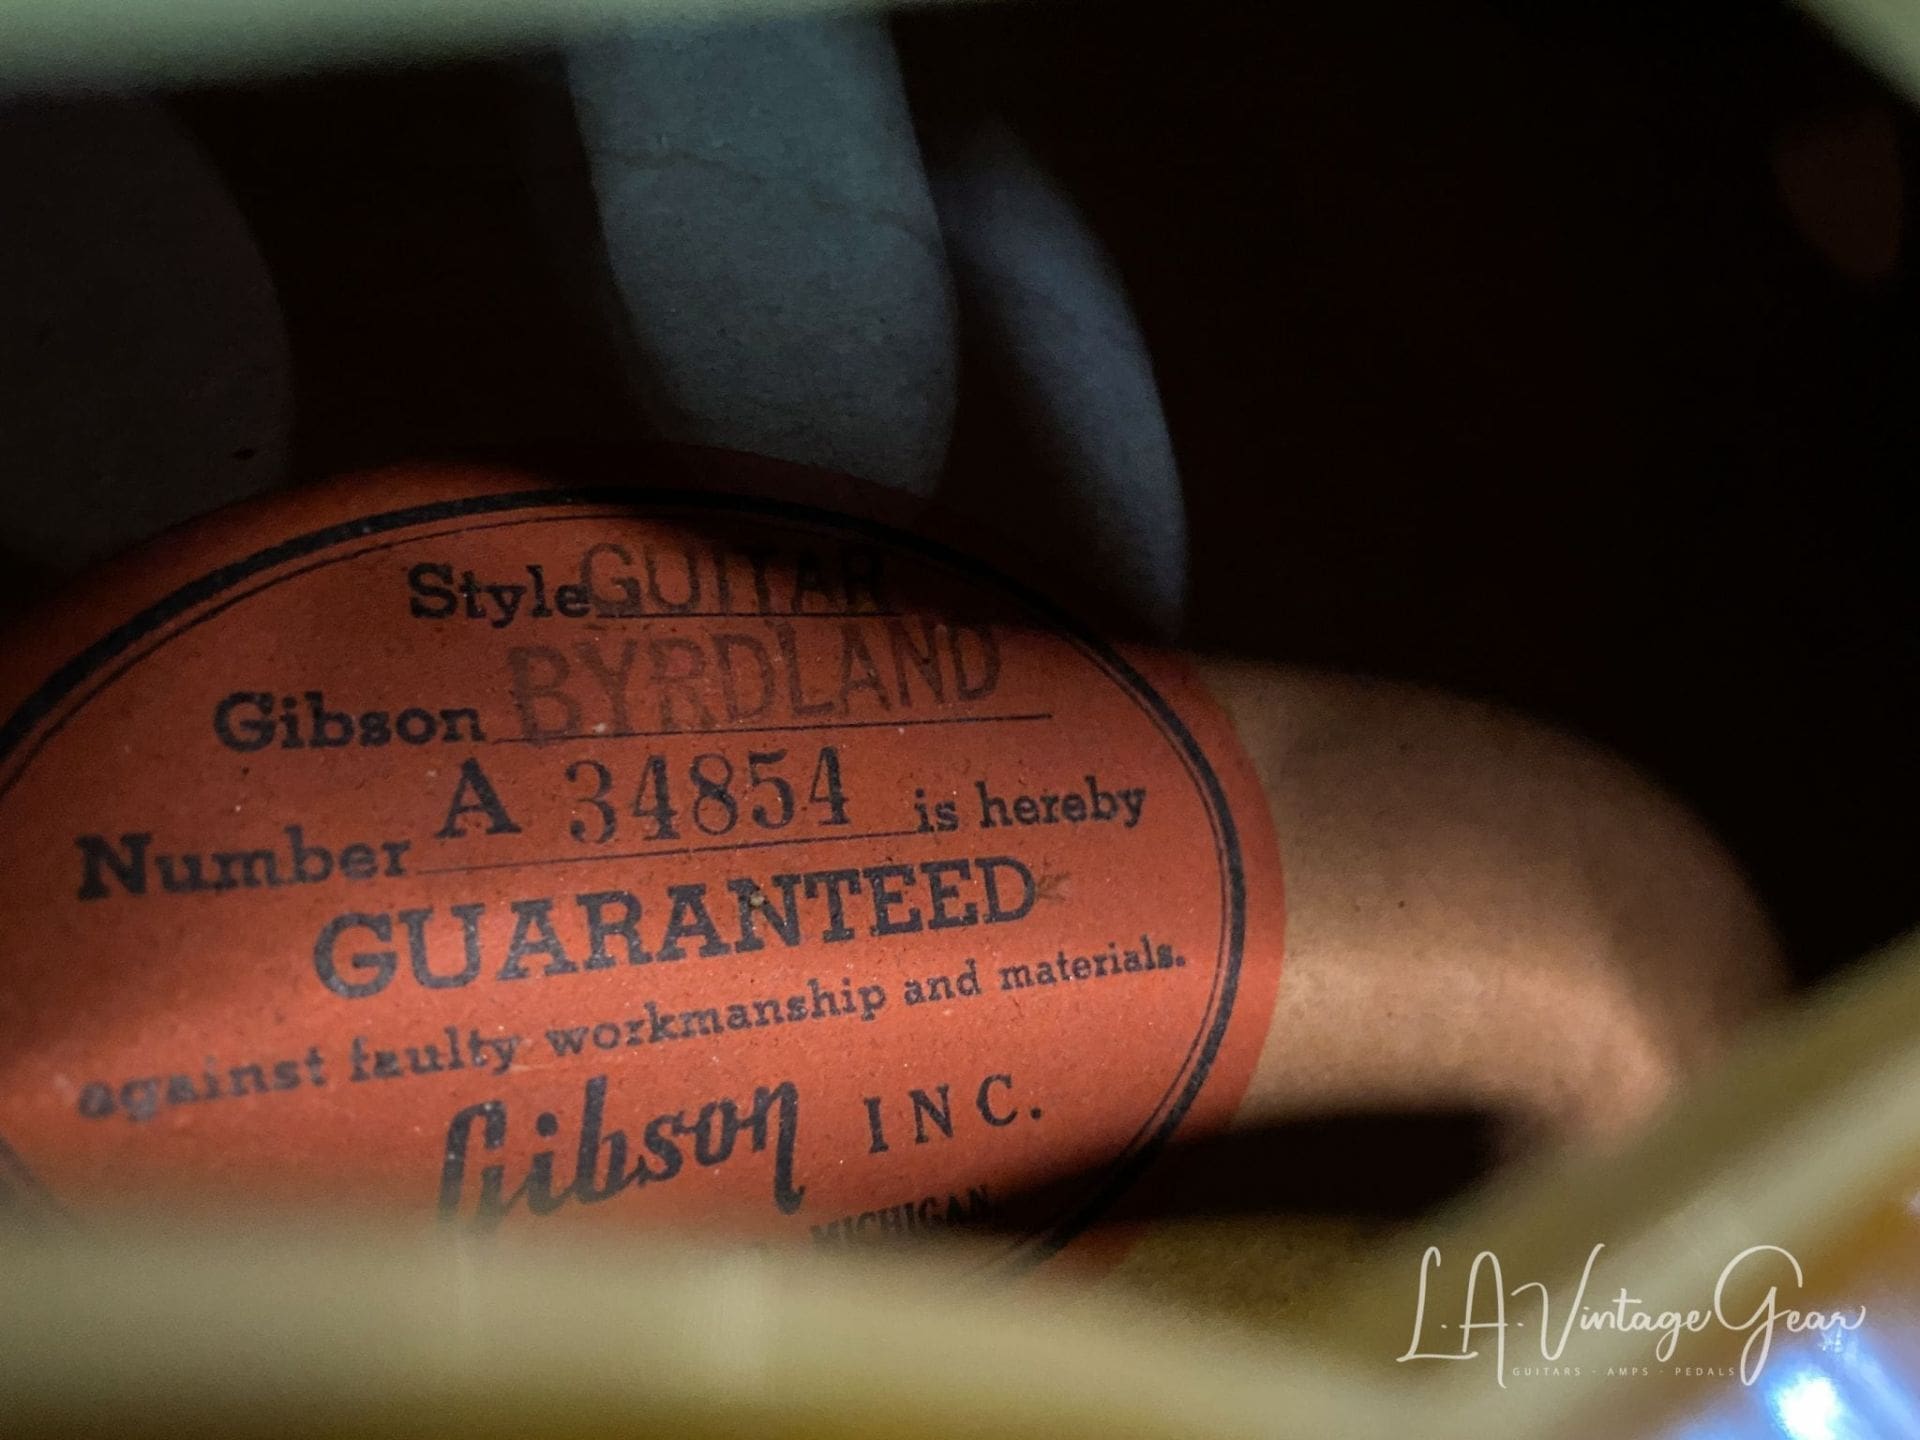 Style GUITAR
Gibson BYRDLAND
Number A 34854 is hereby
GUARANTEED
against faulty workmanship and materials.
Gibson INC.
MICHIGAN
L.A. Vintage Gear
GUITARS · AMPS · PEDALS